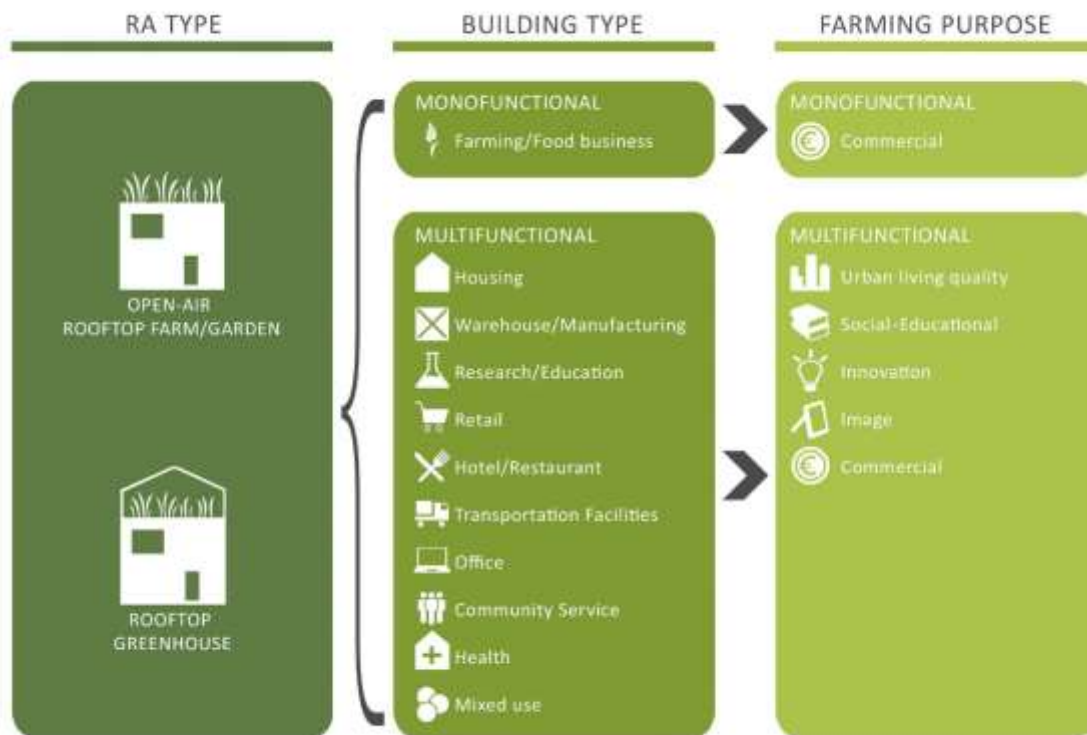 RA TYPE
BUILDING TYPE
FARMING PURPOSE
OPEN-AIR
ROOFTOP FARM/GARDEN
ROOFTOP
GREENHOUSE
MONOFUNCTIONAL
Farming/Food business
MULTIFUNCTIONAL
Housing
Warehouse/Manufacturing
Research/Education
Retail
Hotel/Restaurant
Transportation Facilities
Office
Community Service
Health
Mixed use
MONOFUNCTIONAL
€ Commercial
MULTIFUNCTIONAL
Urban living quality
Social-Educational
Innovation
Image
€ Commercial